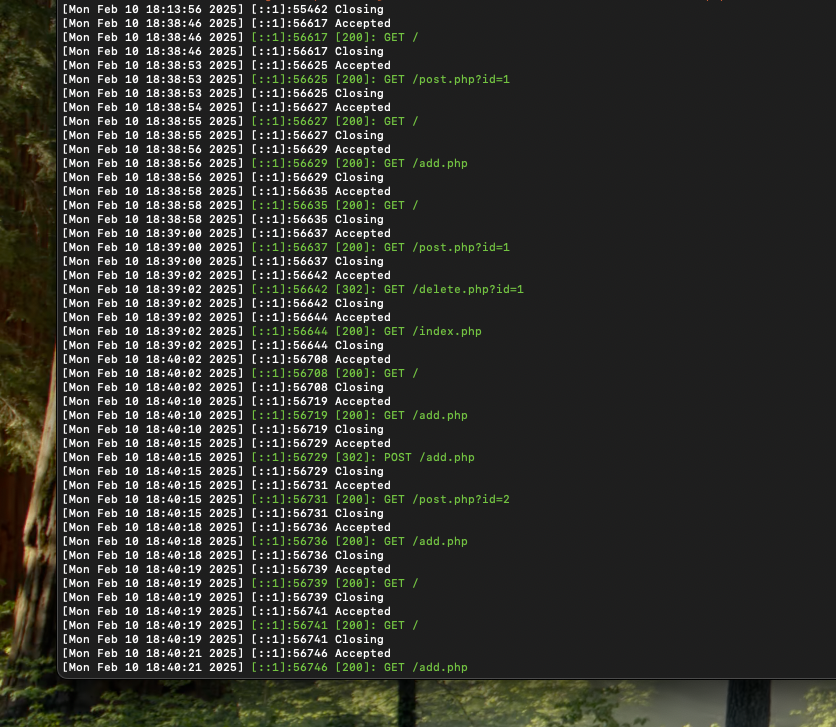 [Mon Feb 10 18:13:56 2025] [::1]:55462 Closing
[Mon Feb 10 18:38:46 2025] [::1]:56617 Accepted
[Mon Feb 10 18:38:46 2025] [::1]:56617 [200]: GET /
[Mon Feb 10 18:38:46 2025] [::1]:56617 Closing
[Mon Feb 10 18:38:53 2025] [::1]:56625 Accepted
[Mon Feb 10 18:38:53 2025] [::1]:56625 [200]: GET /post.php?id=1
[Mon Feb 10 18:38:53 2025] [::1]:56625 Closing
[Mon Feb 10 18:38:54 2025] [::1]:56627 Accepted
[Mon Feb 10 18:38:55 2025] [::1]:56627 [200]: GET /
[Mon Feb 10 18:38:55 2025] [::1]:56627 Closing
[Mon Feb 10 18:38:56 2025] [::1]:56629 Accepted
[Mon Feb 10 18:38:56 2025] [::1]:56629 [200]: GET /add.php
[Mon Feb 10 18:38:56 2025] [::1]:56629 Closing
[Mon Feb 10 18:38:58 2025] [::1]:56635 Accepted
[Mon Feb 10 18:38:58 2025] [::1]:56635 [200]: GET /
[Mon Feb 10 18:38:58 2025] [::1]:56635 Closing
[Mon Feb 10 18:39:00 2025] [::1]:56637 Accepted
[Mon Feb 10 18:39:00 2025] [::1]:56637 [200]: GET /post.php?id=1
[Mon Feb 10 18:39:00 2025] [::1]:56637 Closing
[Mon Feb 10 18:39:02 2025] [::1]:56642 Accepted
[Mon Feb 10 18:39:02 2025] [::1]:56642 [302]: GET /delete.php?id=1
[Mon Feb 10 18:39:02 2025] [::1]:56642 Closing
[Mon Feb 10 18:39:02 2025] [::1]:56644 Accepted
[Mon Feb 10 18:39:02 2025] [::1]:56644 [200]: GET /index.php
[Mon Feb 10 18:39:02 2025] [::1]:56644 Closing
[Mon Feb 10 18:40:02 2025] [::1]:56708 Accepted
[Mon Feb 10 18:40:02 2025] [::1]:56708 [200]: GET /
[Mon Feb 10 18:40:02 2025] [::1]:56708 Closing
[Mon Feb 10 18:40:10 2025] [::1]:56719 Accepted
[Mon Feb 10 18:40:10 2025] [::1]:56719 [200]: GET /add.php
[Mon Feb 10 18:40:10 2025] [::1]:56719 Closing
[Mon Feb 10 18:40:15 2025] [::1]:56729 Accepted
[Mon Feb 10 18:40:15 2025] [::1]:56729 [302]: POST /add.php
[Mon Feb 10 18:40:15 2025] [::1]:56729 Closing
[Mon Feb 10 18:40:15 2025] [::1]:56731 Accepted
[Mon Feb 10 18:40:15 2025] [::1]:56731 [200]: GET /post.php?id=2
[Mon Feb 10 18:40:15 2025] [::1]:56731 Closing
[Mon Feb 10 18:40:18 2025] [::1]:56736 Accepted
[Mon Feb 10 18:40:18 2025] [::1]:56736 [200]: GET /add.php
[Mon Feb 10 18:40:18 2025] [::1]:56736 Closing
[Mon Feb 10 18:40:19 2025] [::1]:56739 Accepted
[Mon Feb 10 18:40:19 2025] [::1]:56739 [200]: GET /
[Mon Feb 10 18:40:19 2025] [::1]:56739 Closing
[Mon Feb 10 18:40:19 2025] [::1]:56741 Accepted
[Mon Feb 10 18:40:19 2025] [::1]:56741 [200]: GET /
[Mon Feb 10 18:40:19 2025] [::1]:56741 Closing
[Mon Feb 10 18:40:21 2025] [::1]:56746 Accepted
[Mon Feb 10 18:40:21 2025] [::1]:56746 [200]: GET /add.php